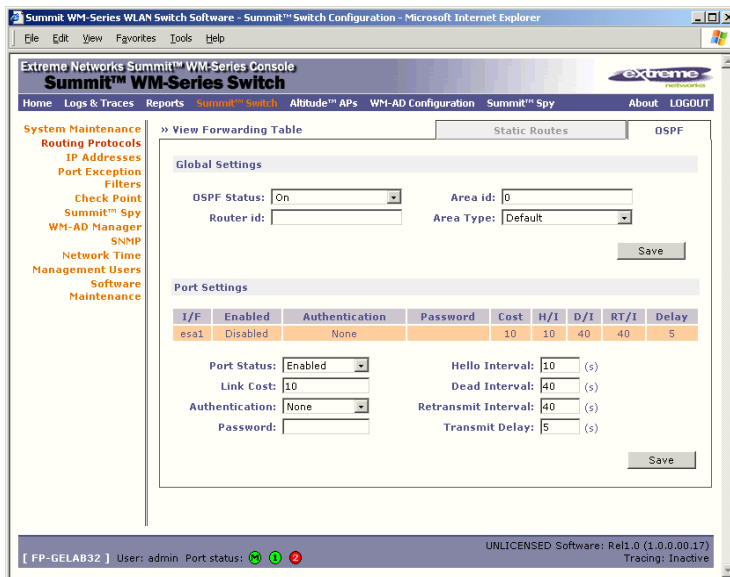 Summit WM-Series WLAN Switch Software - Summit™ Switch Configuration - Microsoft Internet Explorer
File Edit View Favorites Tools Help
Extreme Networks Summit™ WM-Series Console
Summit™ WM-Series Switch
extreme
networks
Home Logs & Traces Reports Summit™ Switch Altitude™ APs WM-AD Configuration Summit™ Spy About LOGOUT
System Maintenance
Routing Protocols
IP Addresses
Port Exception
Filters
Check Point
Summit™ Spy
WM-AD Manager
SNMP
Network Time
Management Users
Software
Maintenance
» View Forwarding Table Static Routes OSPF
Global Settings
OSPF Status: On Area id: 0
Router id: Area Type: Default
Save
Port Settings
I/F Enabled Authentication Password Cost H/I D/I RT/I Delay
esa1 Disabled None 10 10 40 40 5
Port Status: Enabled Hello Interval: 10 (s)
Link Cost: 10 Dead Interval: 40 (s)
Authentication: None Retransmit Interval: 40 (s)
Password: Transmit Delay: 5 (s)
Save
[ FP-GELAB32 ] User: admin Port status: M 1 2
UNLICENSED Software: Rel1.0 (1.0.0.00.17)
Tracing: Inactive